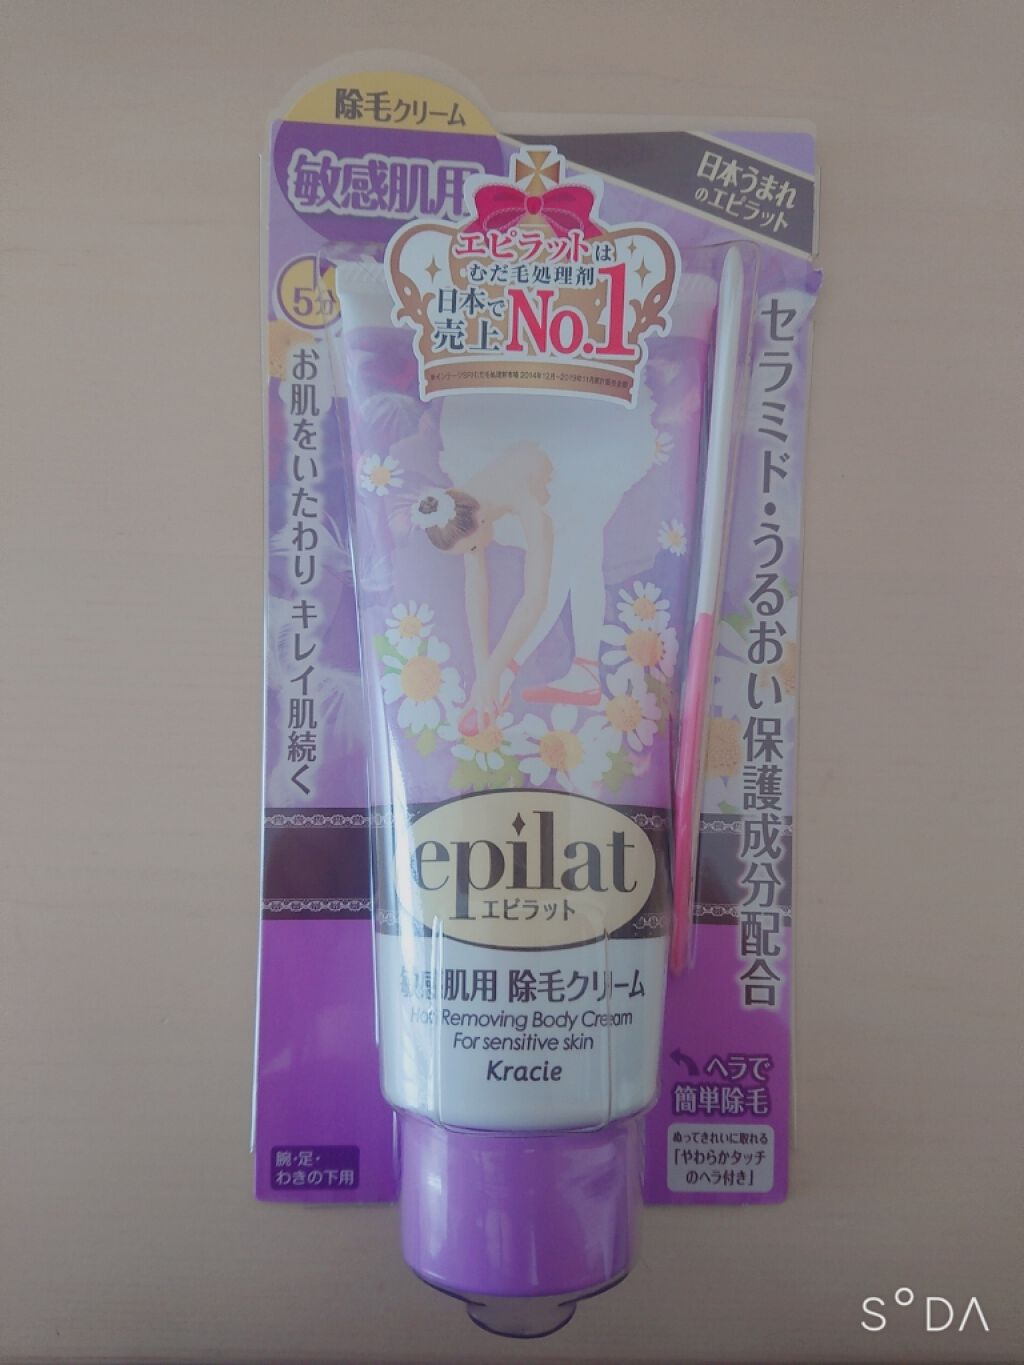 除毛クリーム
敏感肌用
日本うまれ
のエピラット
エピラットは
むだ毛処理剤
日本で
売上
No.1
5分
お肌をいたわり キレイ肌続く
セラミド・うるおい保護成分配合
epilat
エピラット
敏感肌用 除毛クリーム
Hair Removing Body Cream
For sensitive skin
Kracie
ヘラで
簡単除毛
ぬってきれいに取れる
「やわらかタッチ
のヘラ付き」
腕・足・
わきの下用
S°DA